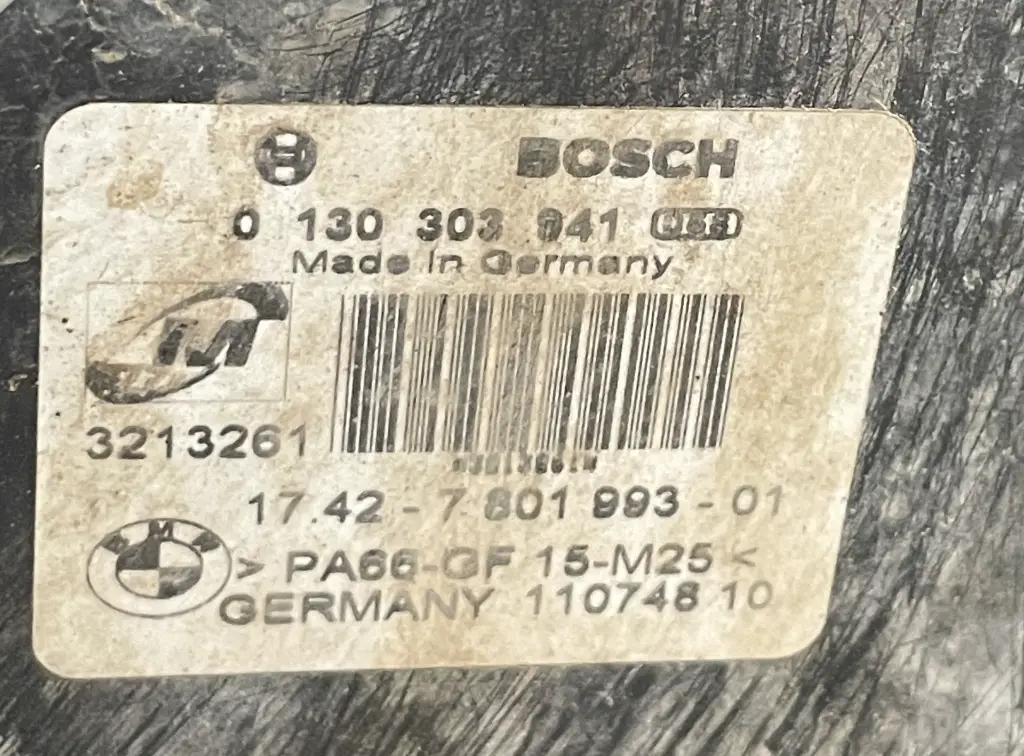 BOSCH
0 130 303 941
Made in Germany
3213261
17.42 - 7 801 993 - 01
BMW
> PA66-GF 15-M25 <
GERMANY 110748 10